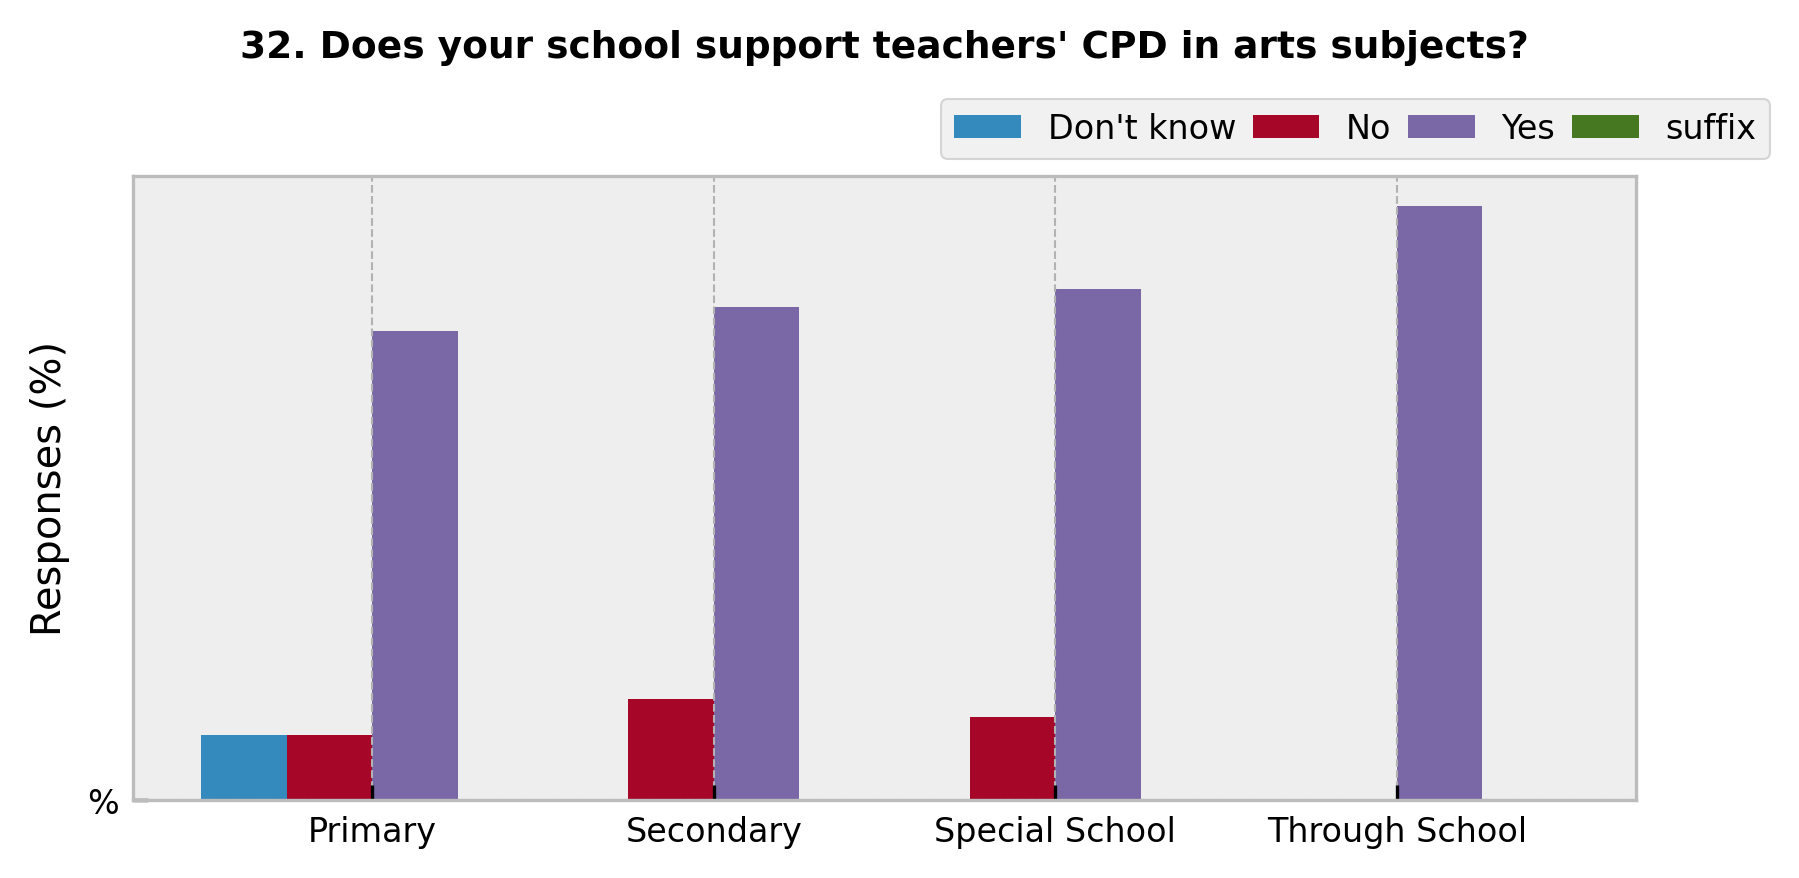 32. Does your school support teachers' CPD in arts subjects?
Don't know No Yes suffix
Responses (%)
%
Primary Secondary Special School Through School